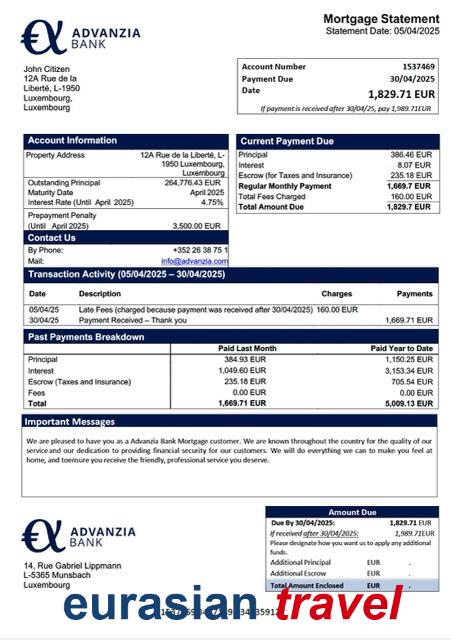 ADVANZIA
BANK
Mortgage Statement
Statement Date: 05/04/2025
John Citizen
12A Rue de la
Liberté, L-1950
Luxembourg,
Luxembourg
Account Number 1537469
Payment Due 30/04/2025
Date
1,829.71 EUR
If payment is received after 30/04/25, pay 1,989.71EUR
Account Information
Property Address 12A Rue de la Liberté, L-
1950 Luxembourg,
Luxembourg
Outstanding Principal 264,776.43 EUR
Maturity Date April 2025
Interest Rate (Until April 2025) 4.75%
Prepayment Penalty
(Until April 2025) 3,500.00 EUR
Contact Us
By Phone: +352 26 38 75 1
Mail: info@advanzia.com
Current Payment Due
Principal 386.46 EUR
Interest 8.07 EUR
Escrow (for Taxes and Insurance) 235.18 EUR
Regular Monthly Payment 1,669.7 EUR
Total Fees Charged 160.00 EUR
Total Amount Due 1,829.7 EUR
Transaction Activity (05/04/2025 – 30/04/2025)
Date Description Charges Payments
05/04/25 Late Fees (charged because payment was received after 30/04/2025) 160.00 EUR
30/04/25 Payment Received – Thank you 1,669.71 EUR
Past Payments Breakdown
Paid Last Month Paid Year to Date
Principal 384.93 EUR 1,150.25 EUR
Interest 1,049.60 EUR 3,153.34 EUR
Escrow (Taxes and Insurance) 235.18 EUR 705.54 EUR
Fees 0.00 EUR 0.00 EUR
Total 1,669.71 EUR 5,009.13 EUR
Important Messages
We are pleased to have you as a Advanzia Bank Mortgage customer. We are known throughout the country for the quality of our
service and our dedication to providing financial security for our customers. We will do everything we can to make you feel at
home, and toensure you receive the friendly, professional service you deserve.
ADVANZIA
BANK
14, Rue Gabriel Lippmann
L-5365 Munsbach
Luxembourg
Amount Due
Due By 30/04/2025: 1,829.71 EUR
If received after 30/04/2025: 1,989.71EUR
Please designate how you want us to apply any additional
funds.
Additional Principal EUR .
Additional Escrow EUR .
Total Amount Enclosed EUR .
eurasian travel